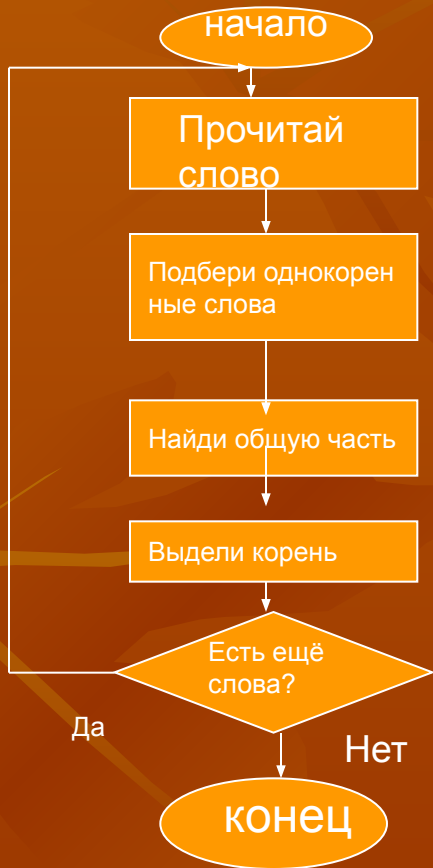 начало
Прочитай
слово
Подбери однокорен
ные слова
Найди общую часть
Выдели корень
Есть ещё
слова?
Да
Нет
конец